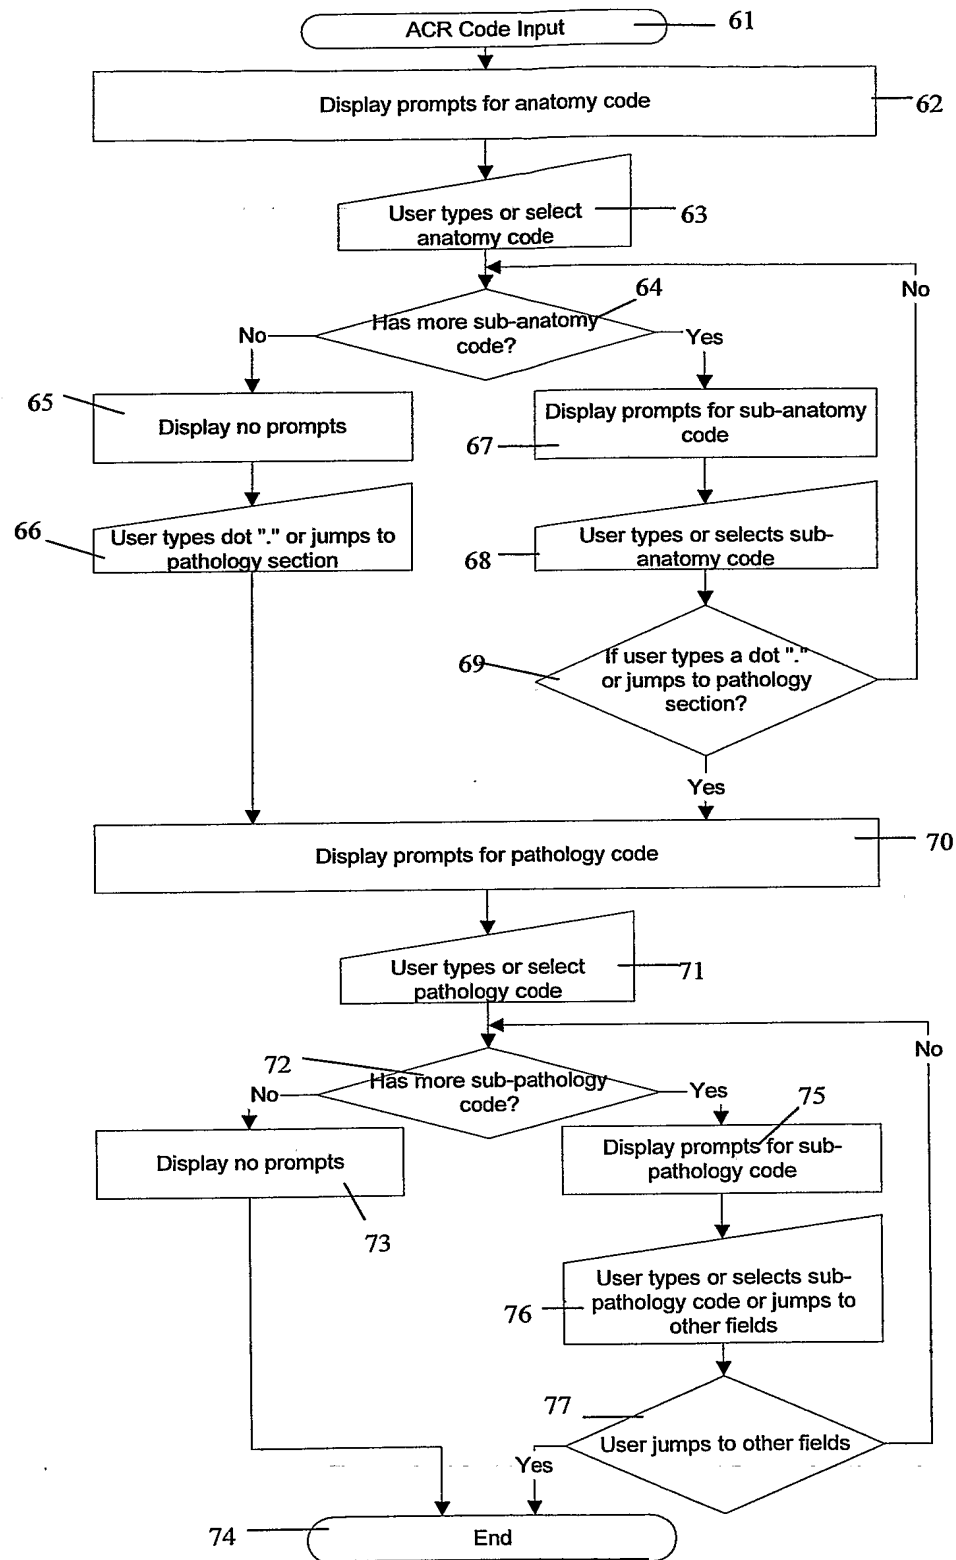 ACR Code Input
61
Display prompts for anatomy code
62
User types or select
anatomy code
63
No
64
Has more sub-anatomy
code?
No
Yes
65
Display no prompts
Display prompts for sub-anatomy
code
67
66
User types dot "." or jumps to
pathology section
User types or selects sub-
anatomy code
68
69
If user types a dot "."
or jumps to pathology
section?
Yes
Display prompts for pathology code
70
User types or select
pathology code
71
No
72
Has more sub-pathology
code?
No
Yes
75
Display no prompts
73
Display prompts for sub-
pathology code
User types or selects sub-
pathology code or jumps to
other fields
76
77
User jumps to other fields
Yes
74
End